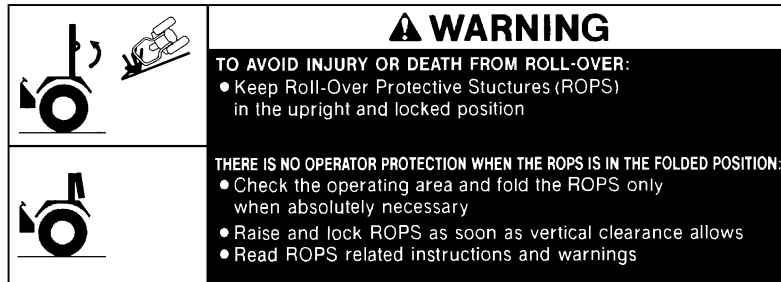 WARNING
TO AVOID INJURY OR DEATH FROM ROLL-OVER:
● Keep Roll-Over Protective Stuctures (ROPS)
in the upright and locked position
THERE IS NO OPERATOR PROTECTION WHEN THE ROPS IS IN THE FOLDED POSITION:
● Check the operating area and fold the ROPS only
when absolutely necessary
● Raise and lock ROPS as soon as vertical clearance allows
● Read ROPS related instructions and warnings